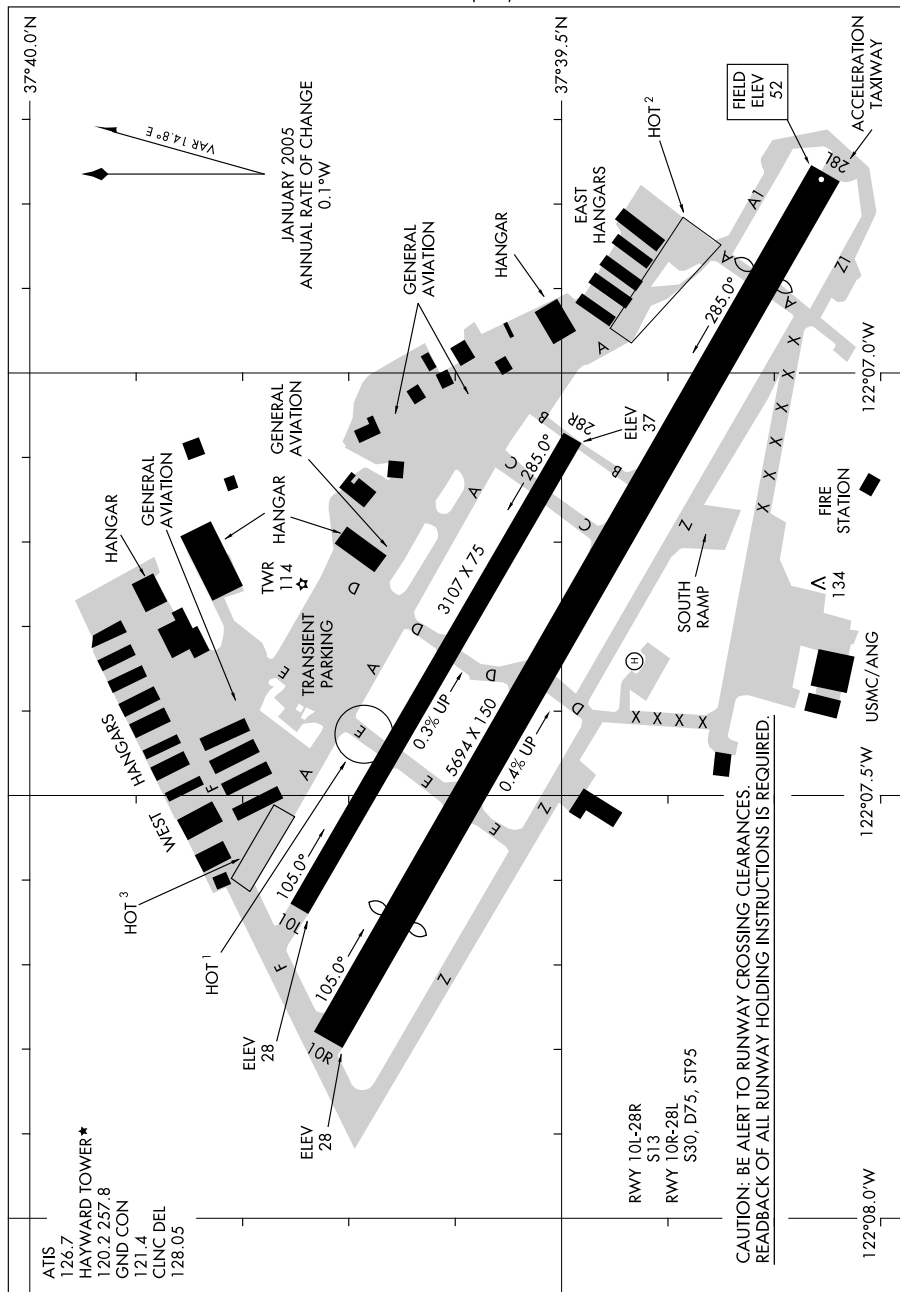 ATIS
126.7
HAYWARD TOWER★
120.2 257.8
GND CON
121.4
CLNC DEL
128.05
HOT 3
HOT 1
ELEV
28
ELEV
28
RWY 10L-28R
S13
RWY 10R-28L
S30, D75, ST95
CAUTION: BE ALERT TO RUNWAY CROSSING CLEARANCES.
READBACK OF ALL RUNWAY HOLDING INSTRUCTIONS IS REQUIRED.
122°08.0'W
122°07.5'W
122°07.0'W
37°40.0'N
37°39.5'N
VAR 14.8° E
JANUARY 2005
ANNUAL RATE OF CHANGE
0.1°W
WEST
HANGARS
HANGAR
GENERAL
AVIATION
HANGAR
TWR
114
GENERAL
AVIATION
TRANSIENT
PARKING
GENERAL
AVIATION
HANGAR
EAST
HANGARS
HOT 2
FIELD
ELEV
52
ACCELERATION
TAXIWAY
10L
105.0°
0.3% UP
3107 X 75
285.0°
28R
ELEV
37
10R
105.0°
0.4% UP
5694 X 150
285.0°
28L
F
F
A
E
E
E
E
A
D
D
D
D
A
C
C
B
B
A
A
A
A1
Z
Z
Z
Z1
X X X X
X X X X X X
H
SOUTH
RAMP
134
FIRE
STATION
USMC/ANG